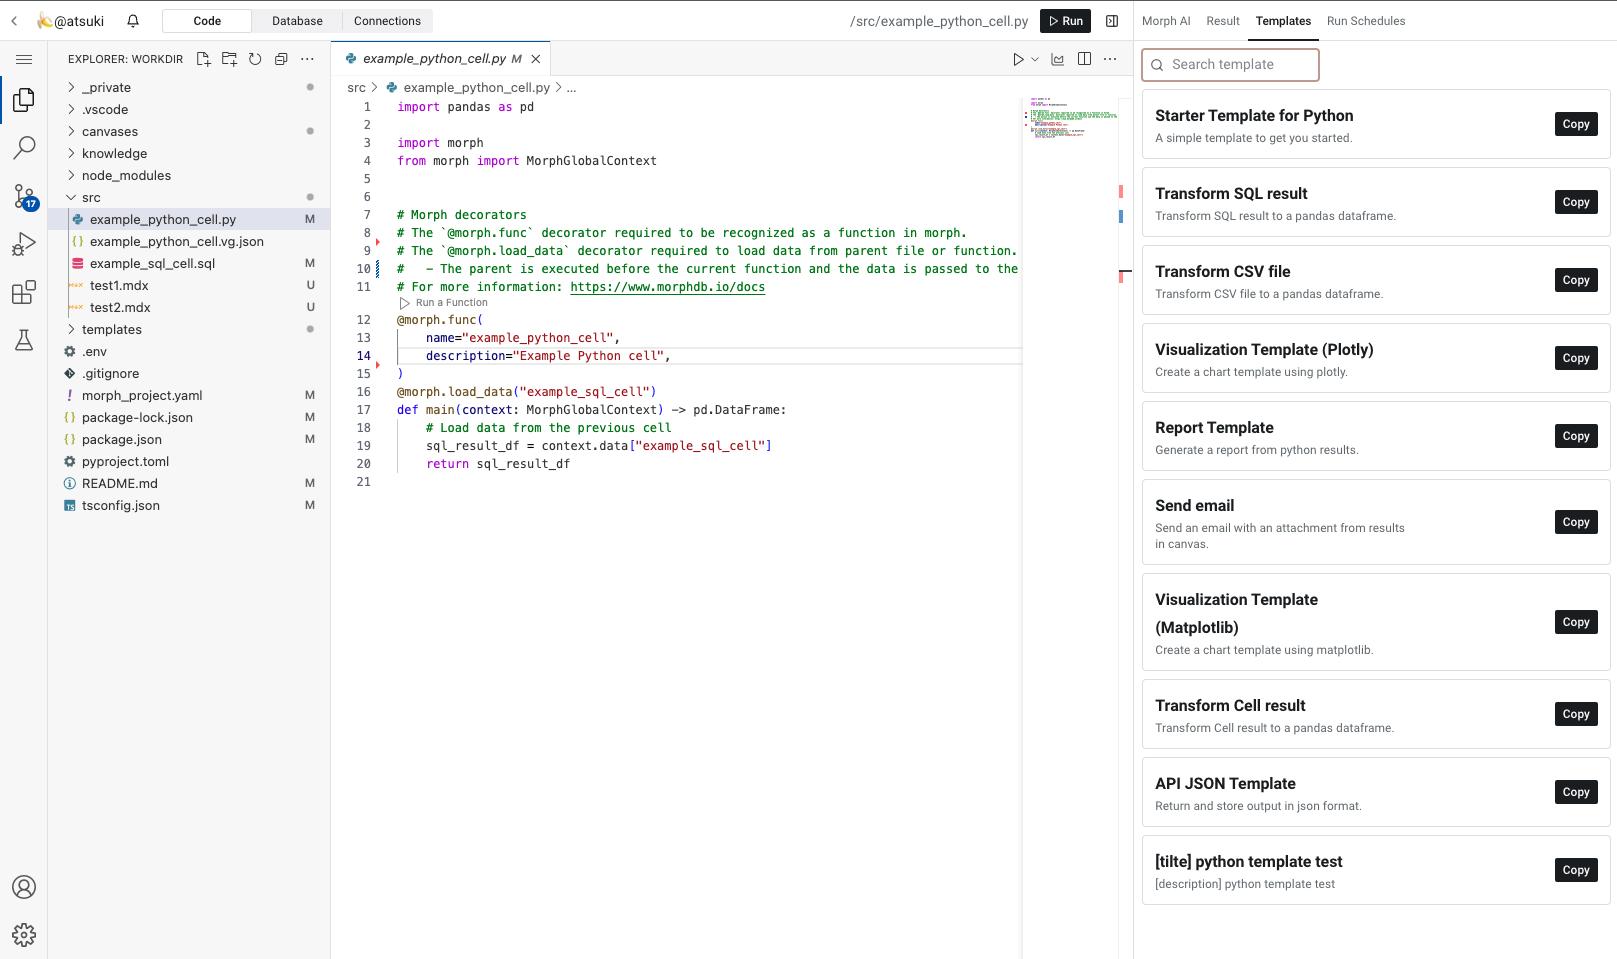 @atsuki
Code
Database
Connections
/src/example_python_cell.py
Run
Morph AI
Result
Templates
Run Schedules
EXPLORER: WORKDIR
_private
.vscode
canvases
knowledge
node_modules
src
example_python_cell.py M
example_python_cell.vg.json
example_sql_cell.sql M
test1.mdx U
test2.mdx U
templates
.env
.gitignore
morph_project.yaml M
package-lock.json M
package.json M
pyproject.toml
README.md M
tsconfig.json M
17
example_python_cell.py M
src > example_python_cell.py > ...
1 import pandas as pd
2
3 import morph
4 from morph import MorphGlobalContext
5
6
7 # Morph decorators
8 # The `@morph.func` decorator required to be recognized as a function in morph.
9 # The `@morph.load_data` decorator required to load data from parent file or function.
10 #   - The parent is executed before the current function and the data is passed to the
11 # For more information: https://www.morphdb.io/docs
Run a Function
12 @morph.func(
13     name="example_python_cell",
14     description="Example Python cell",
15 )
16 @morph.load_data("example_sql_cell")
17 def main(context: MorphGlobalContext) -> pd.DataFrame:
18     # Load data from the previous cell
19     sql_result_df = context.data["example_sql_cell"]
20     return sql_result_df
21
Search template
Starter Template for Python
A simple template to get you started.
Copy
Transform SQL result
Transform SQL result to a pandas dataframe.
Copy
Transform CSV file
Transform CSV file to a pandas dataframe.
Copy
Visualization Template (Plotly)
Create a chart template using plotly.
Copy
Report Template
Generate a report from python results.
Copy
Send email
Send an email with an attachment from results
in canvas.
Copy
Visualization Template
(Matplotlib)
Create a chart template using matplotlib.
Copy
Transform Cell result
Transform Cell result to a pandas dataframe.
Copy
API JSON Template
Return and store output in json format.
Copy
[tilte] python template test
[description] python template test
Copy